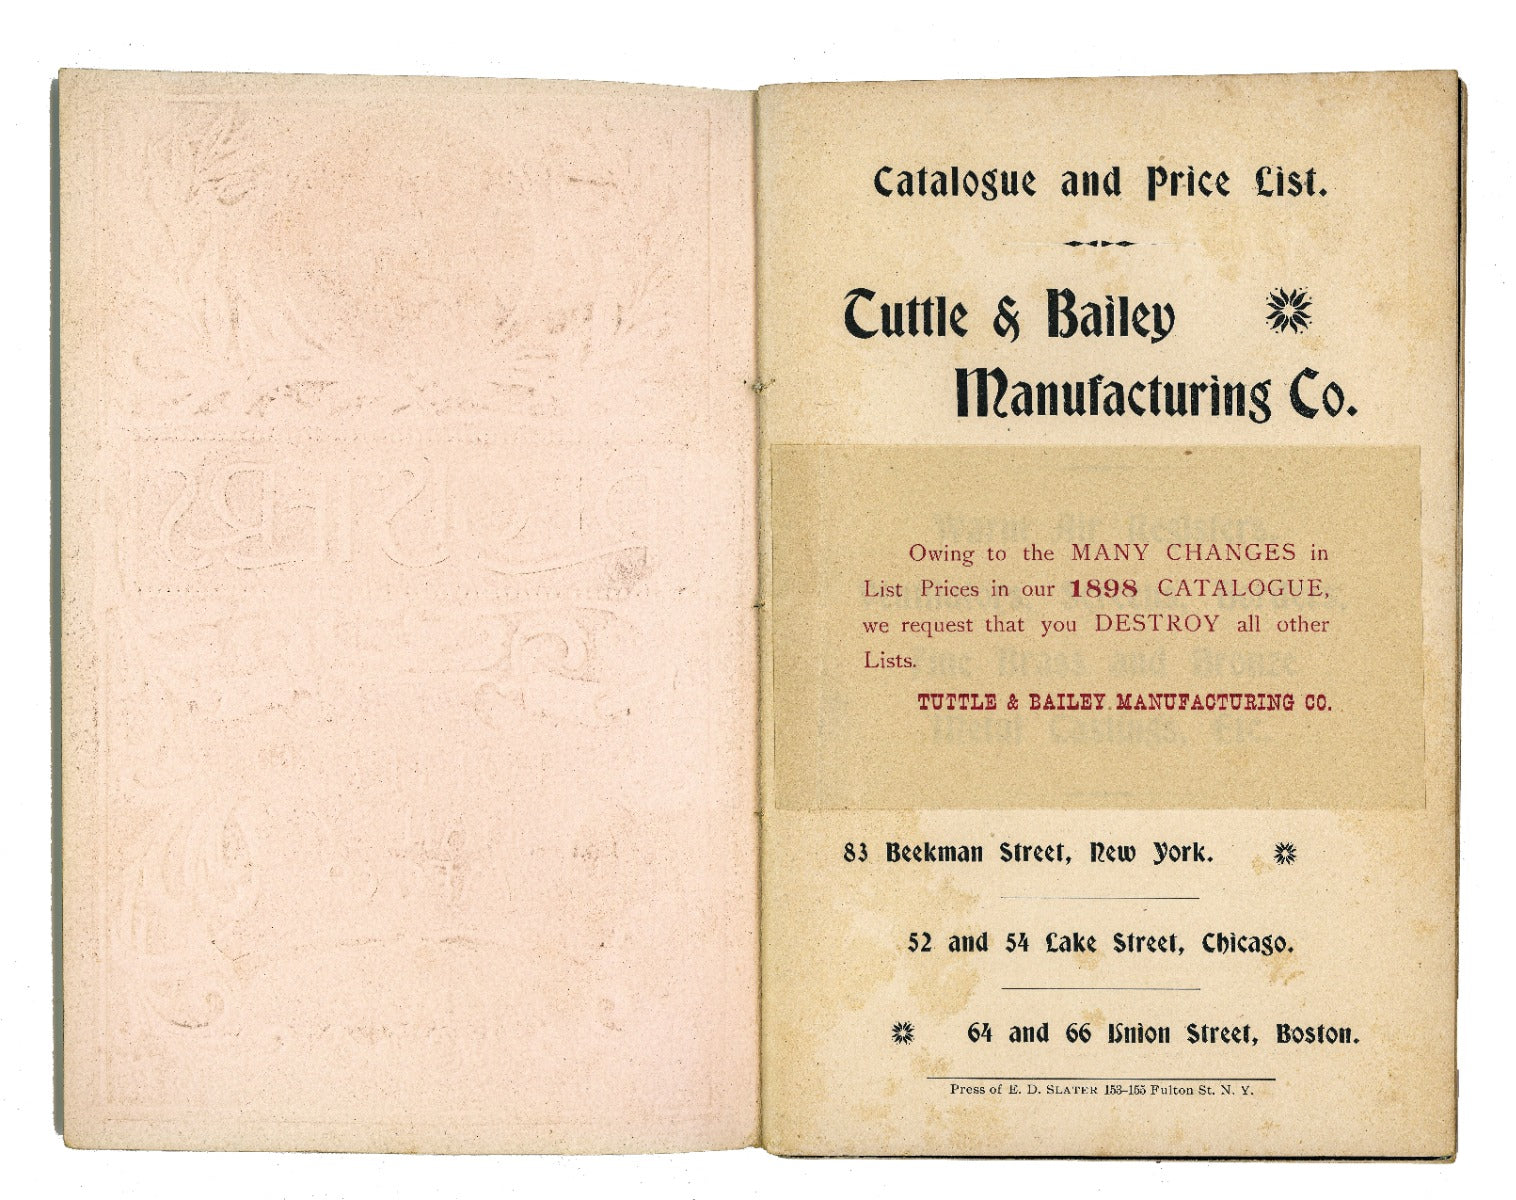 Catalogue and Price List.
Tuttle & Bailey
Manufacturing Co.
Owing to the MANY CHANGES in
List Prices in our 1898 CATALOGUE,
we request that you DESTROY all other
Lists.
TUTTLE & BAILEY MANUFACTURING CO.
83 Beekman Street, New York.
52 and 54 Lake Street, Chicago.
64 and 66 Union Street, Boston.
Press of E. D. SLATER 153-155 Fulton St. N. Y.